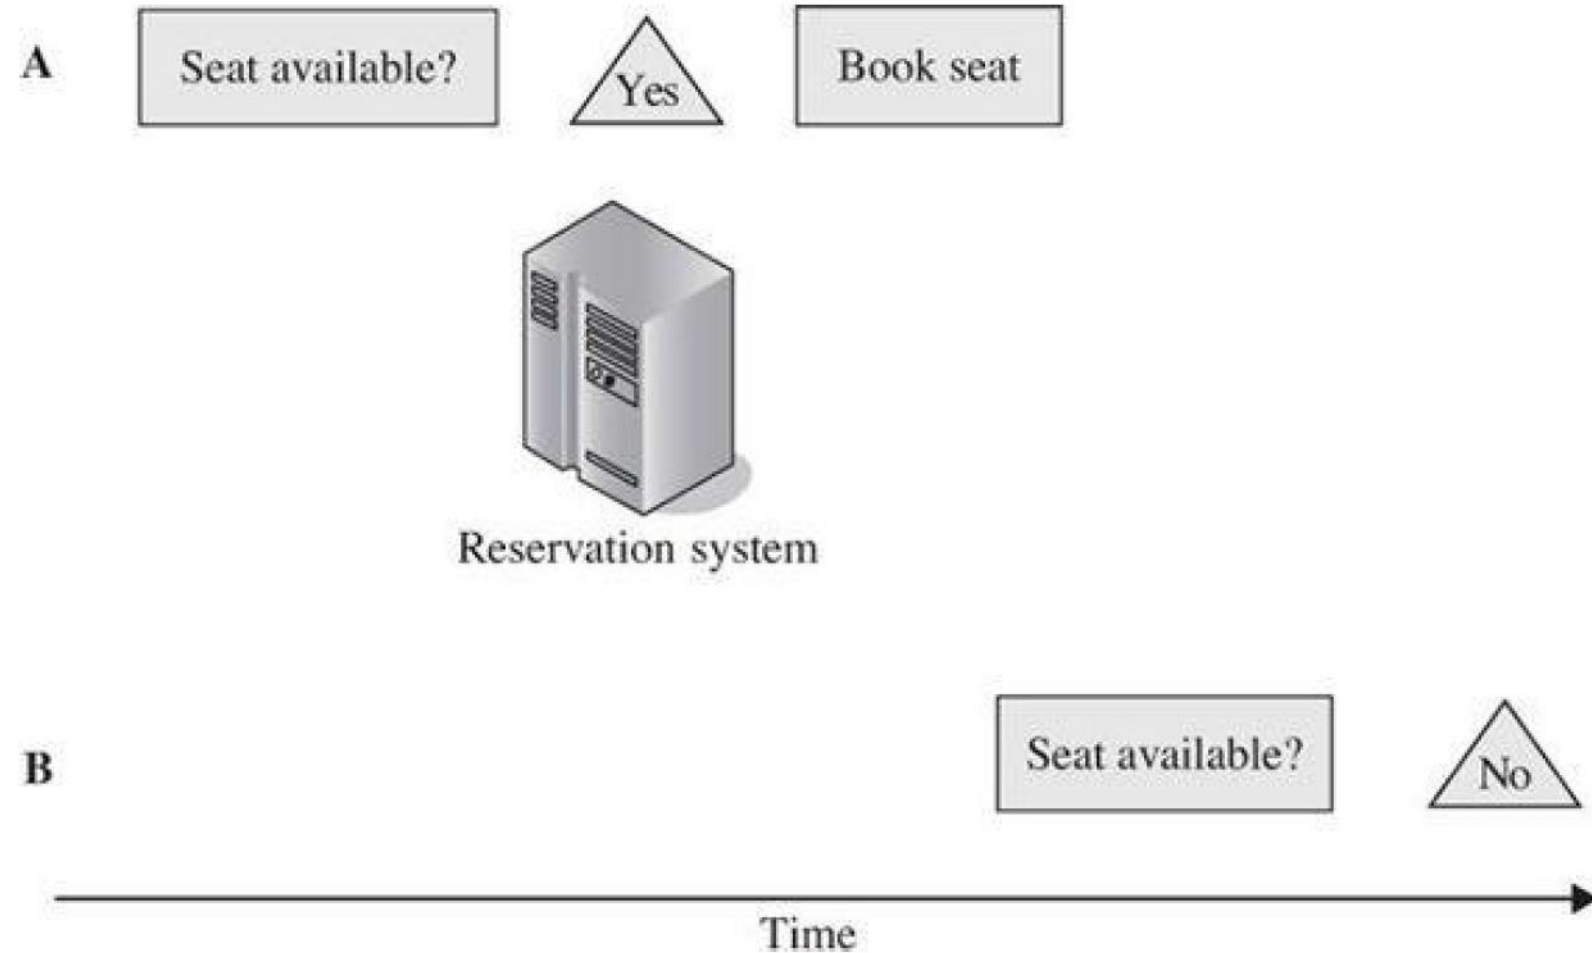 A
Seat available?
Yes
Book seat
Reservation system
B
Seat available?
No
Time